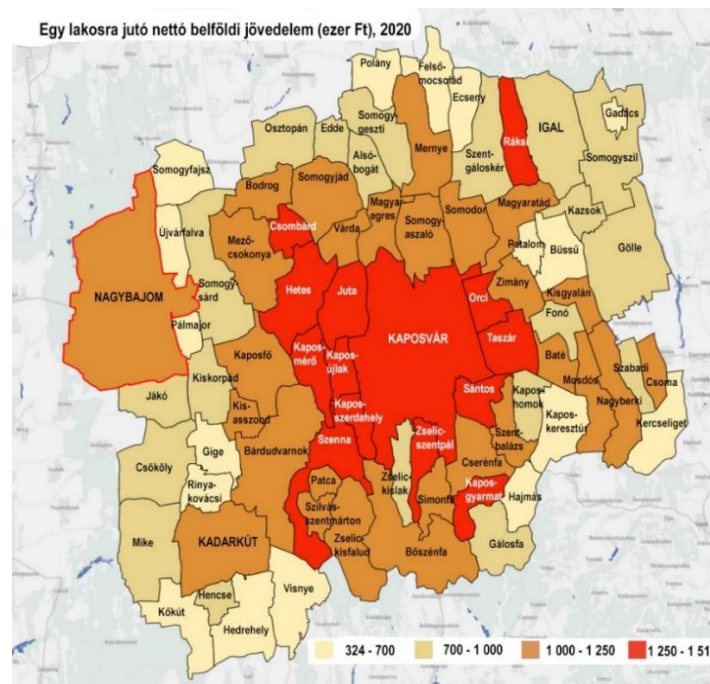 Egy lakosra jutó nettó belföldi jövedelem (ezer Ft), 2020
Polány
Felső-
mocsolád
Ecseny
Osztopán
Edde
Somogy-
geszti
Mernye
Szent-
gáloskér
Ráksi
IGAL
Gadács
Somogyszil
Somogyfajsz
Alsó-
bogát
Bodrog
Somogyjád
Magyar-
egres
Somodor
Magyaratád
Kazsok
Újvárfalva
Csombárd
Várda
Somogy-
aszaló
Patalom
Büssü
Gölle
Mező-
csokonya
NAGYBAJOM
Somogy-
sárd
Hetes
Juta
Orci
Zimány
Kisgyalán
Fonó
Pálmajor
KAPOSVÁR
Taszár
Kaposfő
Kapos-
mérő
Kapos-
újlak
Baté
Mosdós
Szabadi
Csoma
Jákó
Kiskorpád
Sántos
Kapos-
homok
Nagyberki
Kis-
asszond
Kapos-
szerdahely
Kapos-
keresztúr
Kercseliget
Gige
Bárdudvarnok
Szenna
Zselic-
szentpál
Szent-
balázs
Csököly
Cserénfa
Rinya-
kovácsi
Patca
Zselic-
kislak
Simonfa
Kapos-
gyarmat
Hajmás
Szilvás-
szentmárton
Mike
KADARKÚT
Zselic-
kisfalud
Bőszénfa
Gálosfa
Hencse
Visnye
Kőkút
Hedrehely
324 - 700
700 - 1 000
1 000 - 1 250
1 250 - 1 51